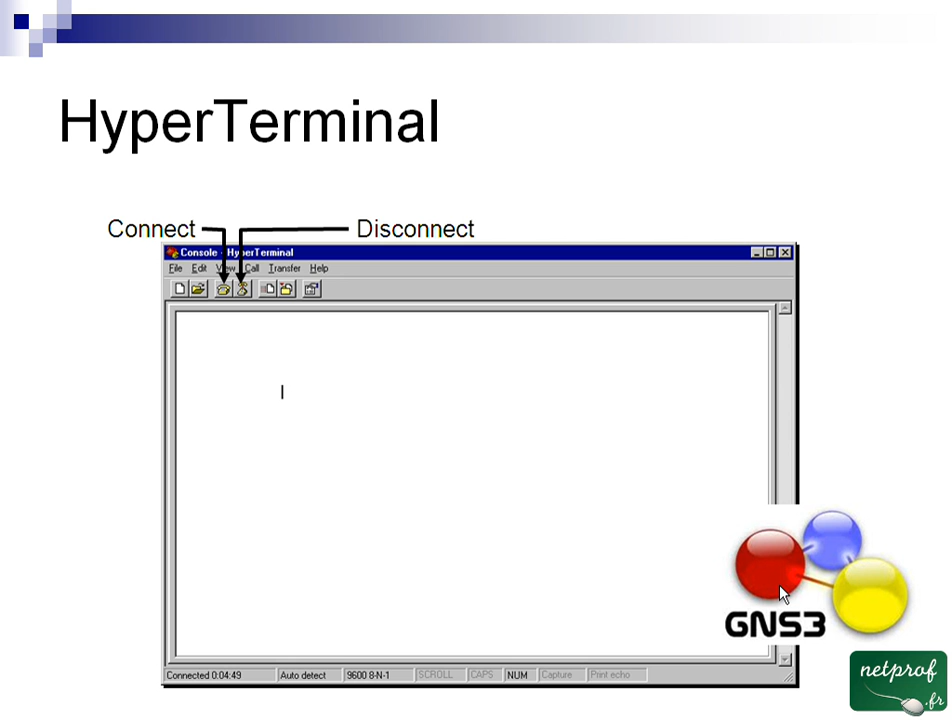 HyperTerminal
Connect Disconnect
Console - HyperTerminal
File Edit View Call Transfer Help
GNS3
Connected 0:04:49 Auto detect 9600 8-N-1 SCROLL CAPS NUM Capture Print echo
netprof
.fr